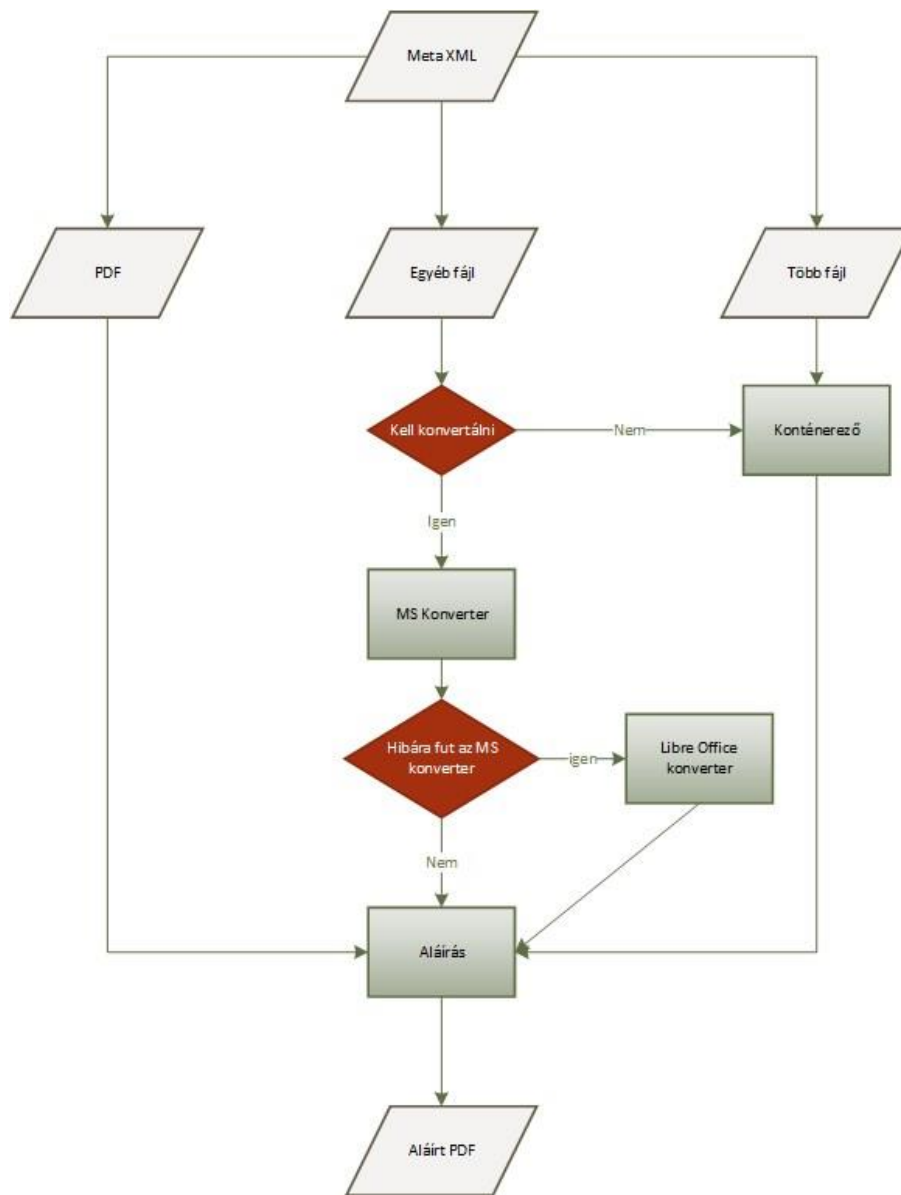 Meta XML
PDF
Egyéb fájl
Több fájl
Kell konvertálni
Nem
Konténerező
Igen
MS Konverter
Hibára fut az MS
konverter
igen
Libre Office
konverter
Nem
Aláírás
Aláírt PDF